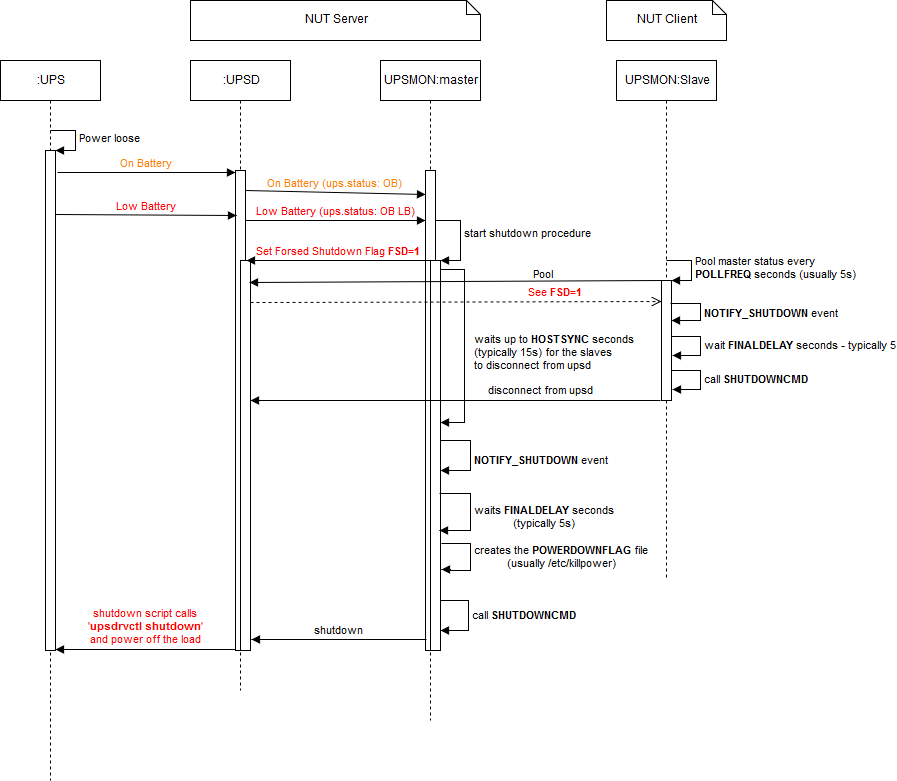 NUT Server
NUT Client
:UPS
:UPSD
UPSMON:master
UPSMON:Slave
Power loose
On Battery
On Battery (ups.status: OB)
Low Battery
Low Battery (ups.status: OB LB)
start shutdown procedure
Set Forsed Shutdown Flag FSD=1
Pool master status every
POLLFREQ seconds (usually 5s)
Pool
See FSD=1
NOTIFY_SHUTDOWN event
waits up to HOSTSYNC seconds
(typically 15s) for the slaves
to disconnect from upsd
wait FINALDELAY seconds - typically 5
call SHUTDOWNCMD
disconnect from upsd
NOTIFY_SHUTDOWN event
waits FINALDELAY seconds
(typically 5s)
creates the POWERDOWNFLAG file
(usually /etc/killpower)
call SHUTDOWNCMD
shutdown script calls
'upsdrvctl shutdown'
and power off the load
shutdown